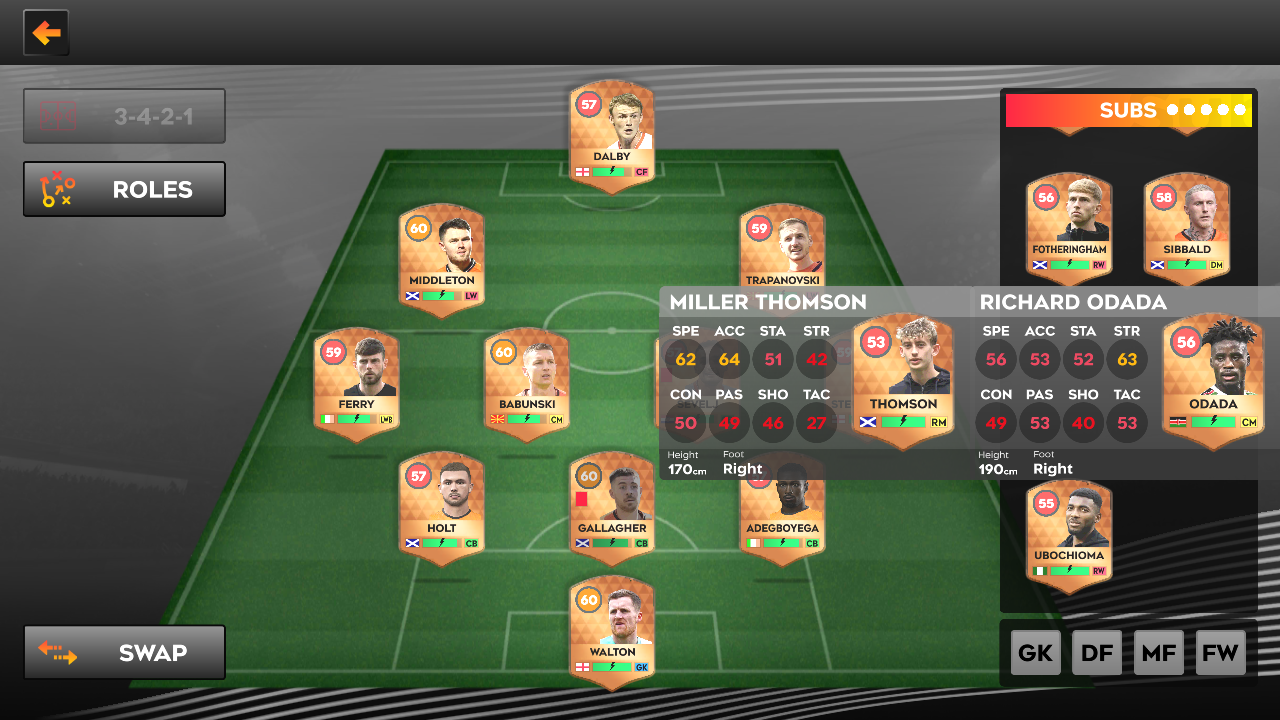 57
DALBY
CF
3-4-2-1
ROLES
SUBS
60
MIDDLETON
LW
59
TRAPANOVSKI
56
FOTHERINGHAM
RW
58
SIBBALD
DM
MILLER THOMSON
SPE ACC STA STR
62 64 51 42
CON PAS SHO TAC
50 49 46 27
Height Foot
170cm Right
53
THOMSON
RM
RICHARD ODADA
SPE ACC STA STR
56 53 52 63
CON PAS SHO TAC
49 53 40 53
Height Foot
190cm Right
56
ODADA
CM
59
FERRY
LWB
60
BABUNSKI
CM
59
57
HOLT
CB
60
GALLAGHER
CB
ADEGBOYEGA
CB
55
UBOCHIOMA
RW
60
WALTON
GK
SWAP
GK DF MF FW